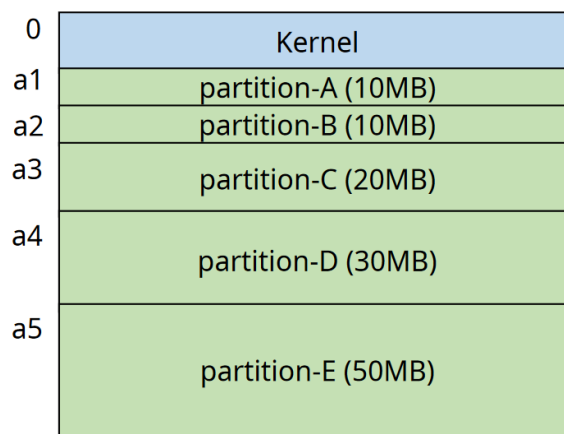 0
Kernel
a1
partition-A (10MB)
a2
partition-B (10MB)
a3
partition-C (20MB)
a4
partition-D (30MB)
a5
partition-E (50MB)